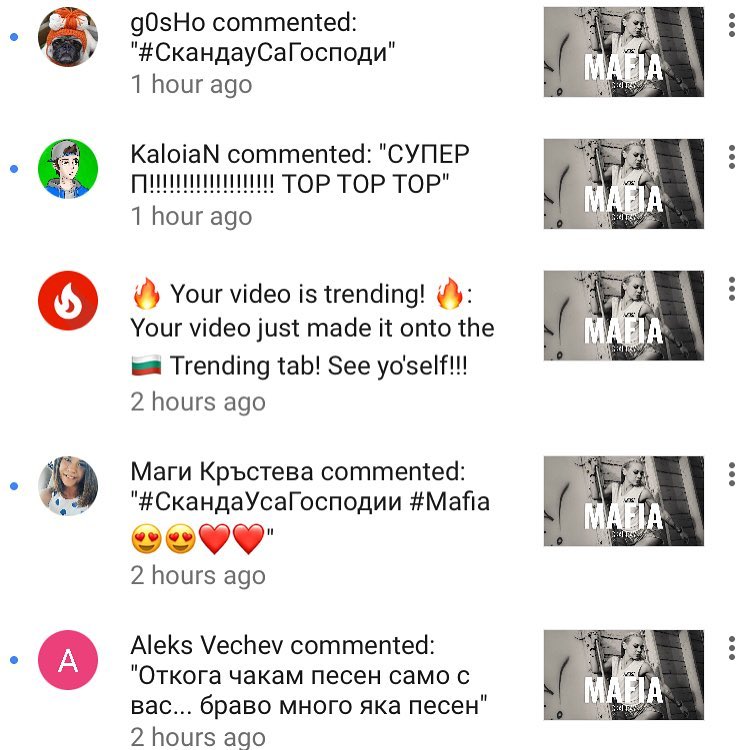 g0sHo commented:
"#СкандауСаГосподи"
1 hour ago
MAFIA
KaloiaN commented: "СУПЕР
П!!!!!!!!!!!!!!!!!!! TOP TOP TOP"
1 hour ago
MAFIA
🔥 Your video is trending! 🔥:
Your video just made it onto the
🇧🇬 Trending tab! See yo'self!!!
2 hours ago
MAFIA
Маги Кръстева commented:
"#СкандаУсаГосподии #Mafia
😍😍❤️❤️"
2 hours ago
MAFIA
A
Aleks Vechev commented:
"Откога чакам песен само с
вас... браво много яка песен"
2 hours ago
MAFIA